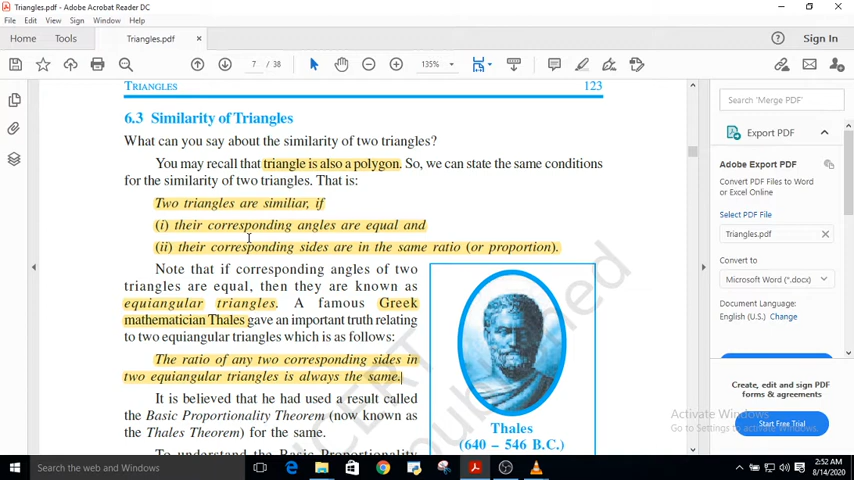 Triangles.pdf - Adobe Acrobat Reader DC
File Edit View Sign Window Help
Home Tools Triangles.pdf × Sign In
7 / 38 135%
TRIANGLES 123
6.3 Similarity of Triangles
What can you say about the similarity of two triangles?
You may recall that triangle is also a polygon. So, we can state the same conditions
for the similarity of two triangles. That is:
Two triangles are similiar, if
(i) their corresponding angles are equal and
(ii) their corresponding sides are in the same ratio (or proportion).
Note that if corresponding angles of two
triangles are equal, then they are known as
equiangular triangles. A famous Greek
mathematician Thales gave an important truth relating
to two equiangular triangles which is as follows:
The ratio of any two corresponding sides in
two equiangular triangles is always the same.
It is believed that he had used a result called
the Basic Proportionality Theorem (now known as
the Thales Theorem) for the same.
To understand the Basic Proportionality
Thales
(640 – 546 B.C.)
Search 'Merge PDF'
Export PDF
Adobe Export PDF
Convert PDF Files to Word
or Excel Online
Select PDF File
Triangles.pdf ×
Convert to
Microsoft Word (*.docx)
Document Language:
English (U.S.) Change
Create, edit and sign PDF
forms & agreements
Start Free Trial
Activate Windows
Go to Settings to activate Windows.
Search the web and Windows
2:52 AM
8/14/2020